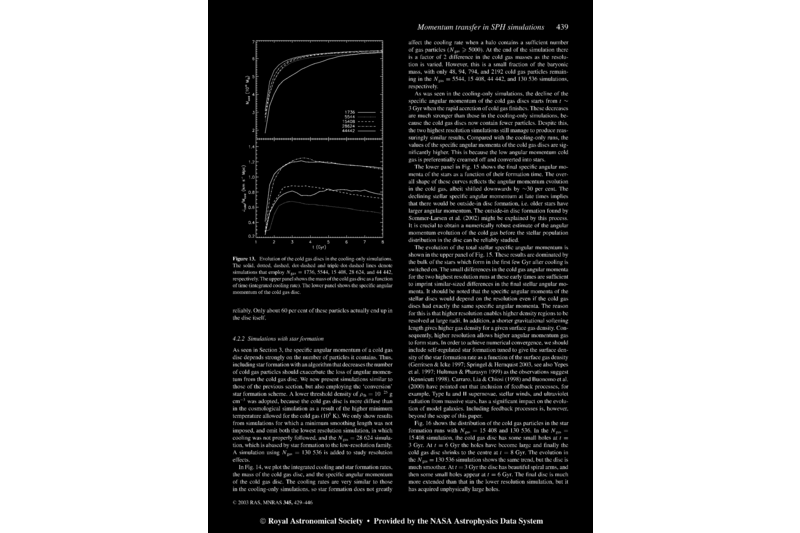 Momentum transfer in SPH simulations 439
1736
5544
15408
28624
44442
1 2 3 4 5 6 7 8
t (Gyr)
Figure 13. Evolution of the cold gas discs in the cooling-only simulations.
The solid, dotted, dashed, dot-dashed and triple-dot-dashed lines denote
simulations that employ N_gas = 1736, 5544, 15 408, 28 624, and 44 442,
respectively. The upper panel shows the mass of the cold gas disc as a function
of time (integrated cooling rate). The lower panel shows the specific angular
momentum of the cold gas disc.
reliably. Only about 60 per cent of these particles actually end up in
the disc itself.
4.2.2 Simulations with star formation
As seen in Section 3, the specific angular momentum of a cold gas
disc depends strongly on the number of particles it contains. Thus,
including star formation with an algorithm that decreases the number
of cold gas particles should exacerbate the loss of angular momen-
tum from the cold gas disc. We now present simulations similar to
those of the previous section, but also employing the 'conversion'
star formation scheme. A lower threshold density of
cm⁻³ was adopted, because the cold gas disc is more diffuse than
in the cosmological simulation as a result of the higher minimum
temperature allowed for the cold gas (10⁴ K). We only show results
from simulations for which a minimum smoothing length was not
imposed, and omit both the lowest resolution simulation, in which
cooling was not properly followed, and the N_gas = 28 624 simula-
tion, which is abused by star formation to the low-resolution family.
A simulation using N_gas = 130 536 is added to study resolution
effects.
In Fig. 14, we plot the integrated cooling and star formation rates,
the mass of the cold gas disc, and the specific angular momentum
of the cold gas disc. The cooling rates are very similar to those
in the cooling-only simulations, so star formation does not greatly
© 2003 RAS, MNRAS 345, 429–446
affect the cooling rate when a halo contains a sufficient number
of gas particles (N_gas ≥ 5000). At the end of the simulation there
is a factor of 2 difference in the cold gas masses as the resolu-
tion is varied. However, this is a small fraction of the baryonic
mass, with only 48, 94, 794, and 2192 cold gas particles remain-
ing in the N_gas = 5544, 15 408, 44 442, and 130 536 simulations,
respectively.
As was seen in the cooling-only simulations, the decline of the
specific angular momentum of the cold gas discs starts from t ~
3 Gyr when the rapid accretion of cold gas finishes. These decreases
are much stronger than those in the cooling-only simulations, be-
cause the cold gas discs now contain fewer particles. Despite this,
the two highest resolution simulations still manage to produce reas-
suringly similar results. Compared with the cooling-only runs, the
values of the specific angular momenta of the cold gas discs are sig-
nificantly higher. This is because the low angular momentum cold
gas is preferentially creamed off and converted into stars.
The lower panel in Fig. 15 shows the final specific angular mo-
menta of the stars as a function of their formation time. The over-
all shape of these curves reflects the angular momentum evolution
in the cold gas, albeit shifted downwards by ~30 per cent. The
declining stellar specific angular momentum at late times implies
that there would be outside-in disc formation, i.e. older stars have
larger angular momentum. The outside-in disc formation found by
Sommer-Larsen et al. (2002) might be explained by this process.
It is crucial to obtain a numerically robust estimate of the angular
momentum evolution of the cold gas before the stellar population
distribution in the disc can be reliably studied.
The evolution of the total stellar specific angular momentum is
shown in the upper panel of Fig. 15. These results are dominated by
the bulk of the stars which form in the first few Gyr after cooling is
switched on. The small differences in the cold gas angular momenta
for the two highest resolution runs at these early times are sufficient
to imprint similar-sized differences in the final stellar angular mo-
menta. It should be noted that the specific angular momenta of the
stellar discs would depend on the resolution even if the cold gas
discs had exactly the same specific angular momenta. The reason
for this is that higher resolution enables higher density regions to be
resolved at large radii. In addition, a shorter gravitational softening
length gives higher gas density for a given surface gas density. Con-
sequently, higher resolution allows higher angular momentum gas
to form stars. In order to achieve numerical convergence, we should
include self-regulated star formation tuned to give the surface den-
sity of the star formation rate as a function of the surface gas density
(Gerritsen & Icke 1997; Springel & Hernquist 2003, see also Yepes
et al. 1997; Hultman & Pharasyn 1999) as the observations suggest
(Kennicutt 1998). Carraro, Lia & Chiosi (1998) and Buonomo et al.
(2000) have pointed out that inclusion of feedback processes, for
example, Type Ia and II supernovae, stellar winds, and ultraviolet
radiation from massive stars, has a significant impact on the evolu-
tion of model galaxies. Including feedback processes is, however,
beyond the scope of this paper.
Fig. 16 shows the distribution of the cold gas particles in the star
formation runs with N_gas = 15 408 and 130 536. In the N_gas =
15 408 simulation, the cold gas disc has some small holes at t =
3 Gyr. At t = 6 Gyr the holes have become large and finally the
cold gas disc shrinks to the centre at t = 8 Gyr. The evolution in
the N_gas = 130 536 simulation shows the same trend, but the disc is
much smoother. At t = 3 Gyr the disc has beautiful spiral arms, and
then some small holes appear at t = 6 Gyr. The final disc is much
more extended than that in the lower resolution simulation, but it
has acquired unphysically large holes.
© Royal Astronomical Society • Provided by the NASA Astrophysics Data System